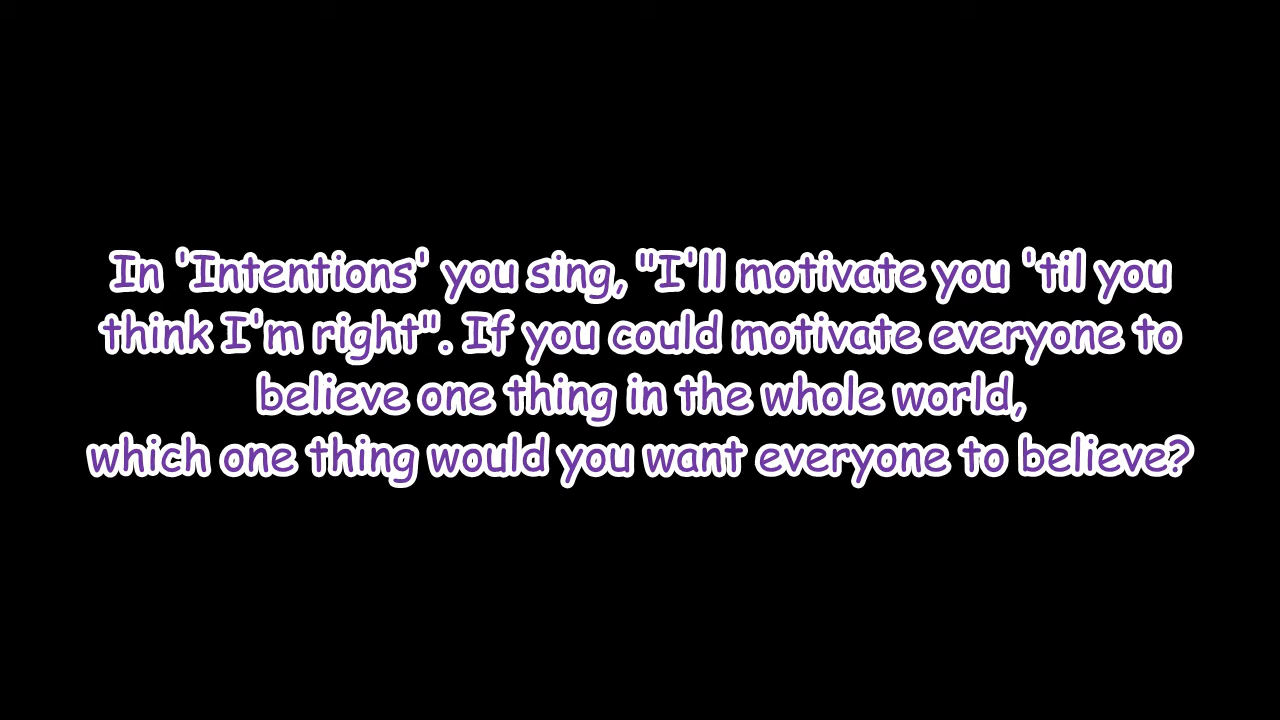 In 'Intentions' you sing, "I'll motivate you 'til you
think I'm right". If you could motivate everyone to
believe one thing in the whole world,
which one thing would you want everyone to believe?